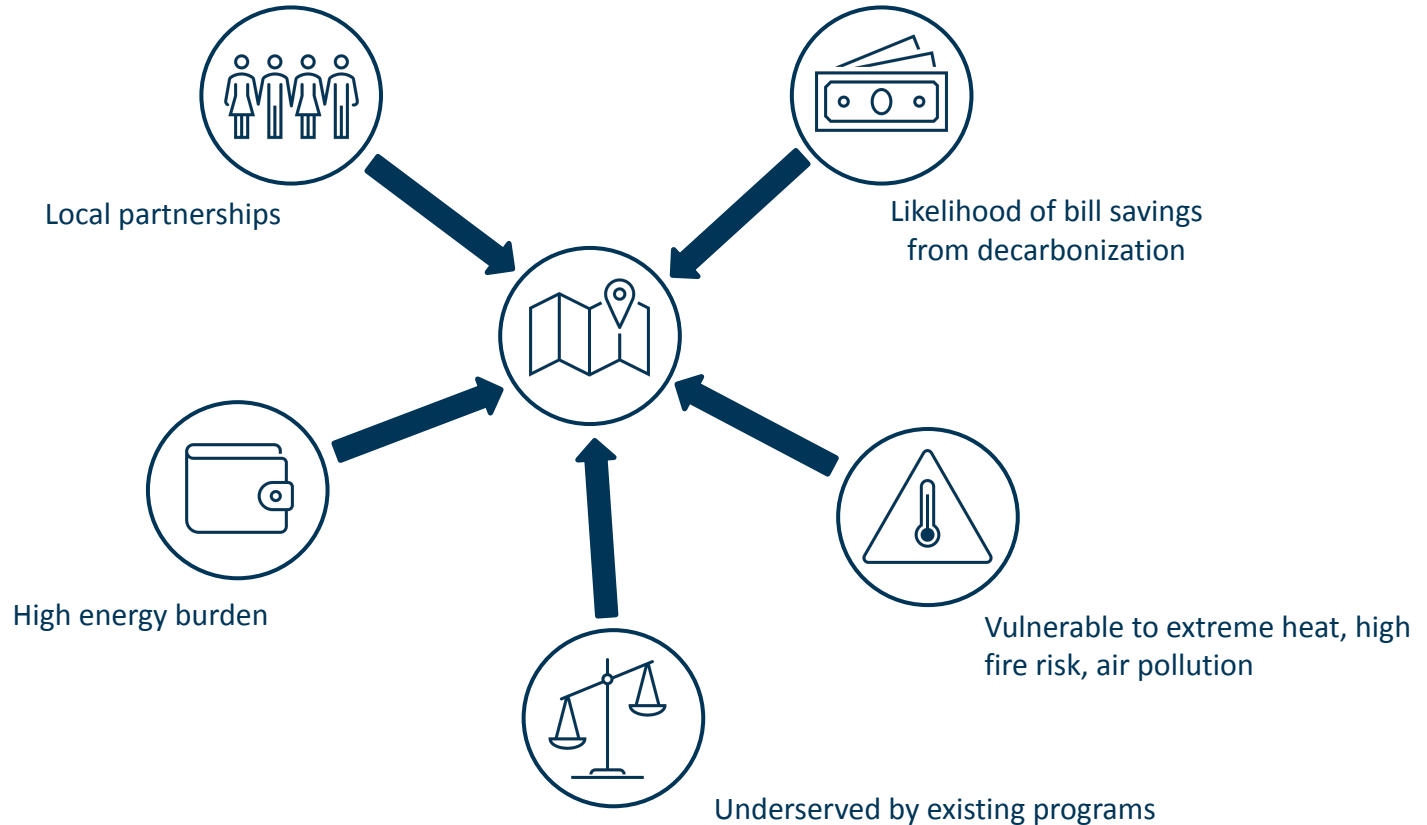 Local partnerships
Likelihood of bill savings
from decarbonization
High energy burden
Vulnerable to extreme heat, high
fire risk, air pollution
Underserved by existing programs